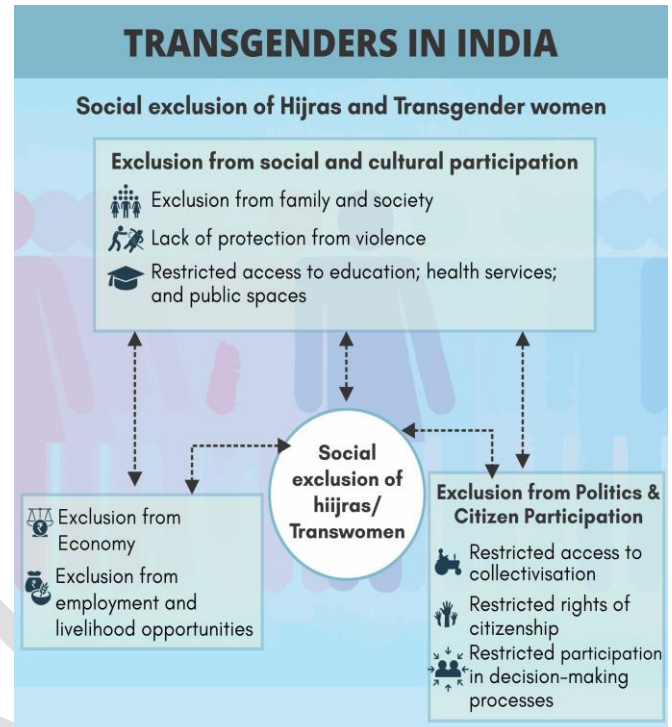 TRANSGENDERS IN INDIA
Social exclusion of Hijras and Transgender women
Exclusion from social and cultural participation
Exclusion from family and society
Lack of protection from violence
Restricted access to education; health services;
and public spaces
Social
exclusion of
hiijras/
Transwomen
Exclusion from
Economy
Exclusion from
employment and
livelihood opportunities
Exclusion from Politics &
Citizen Participation
Restricted access to
collectivisation
Restricted rights of
citizenship
Restricted participation
in decision-making
processes